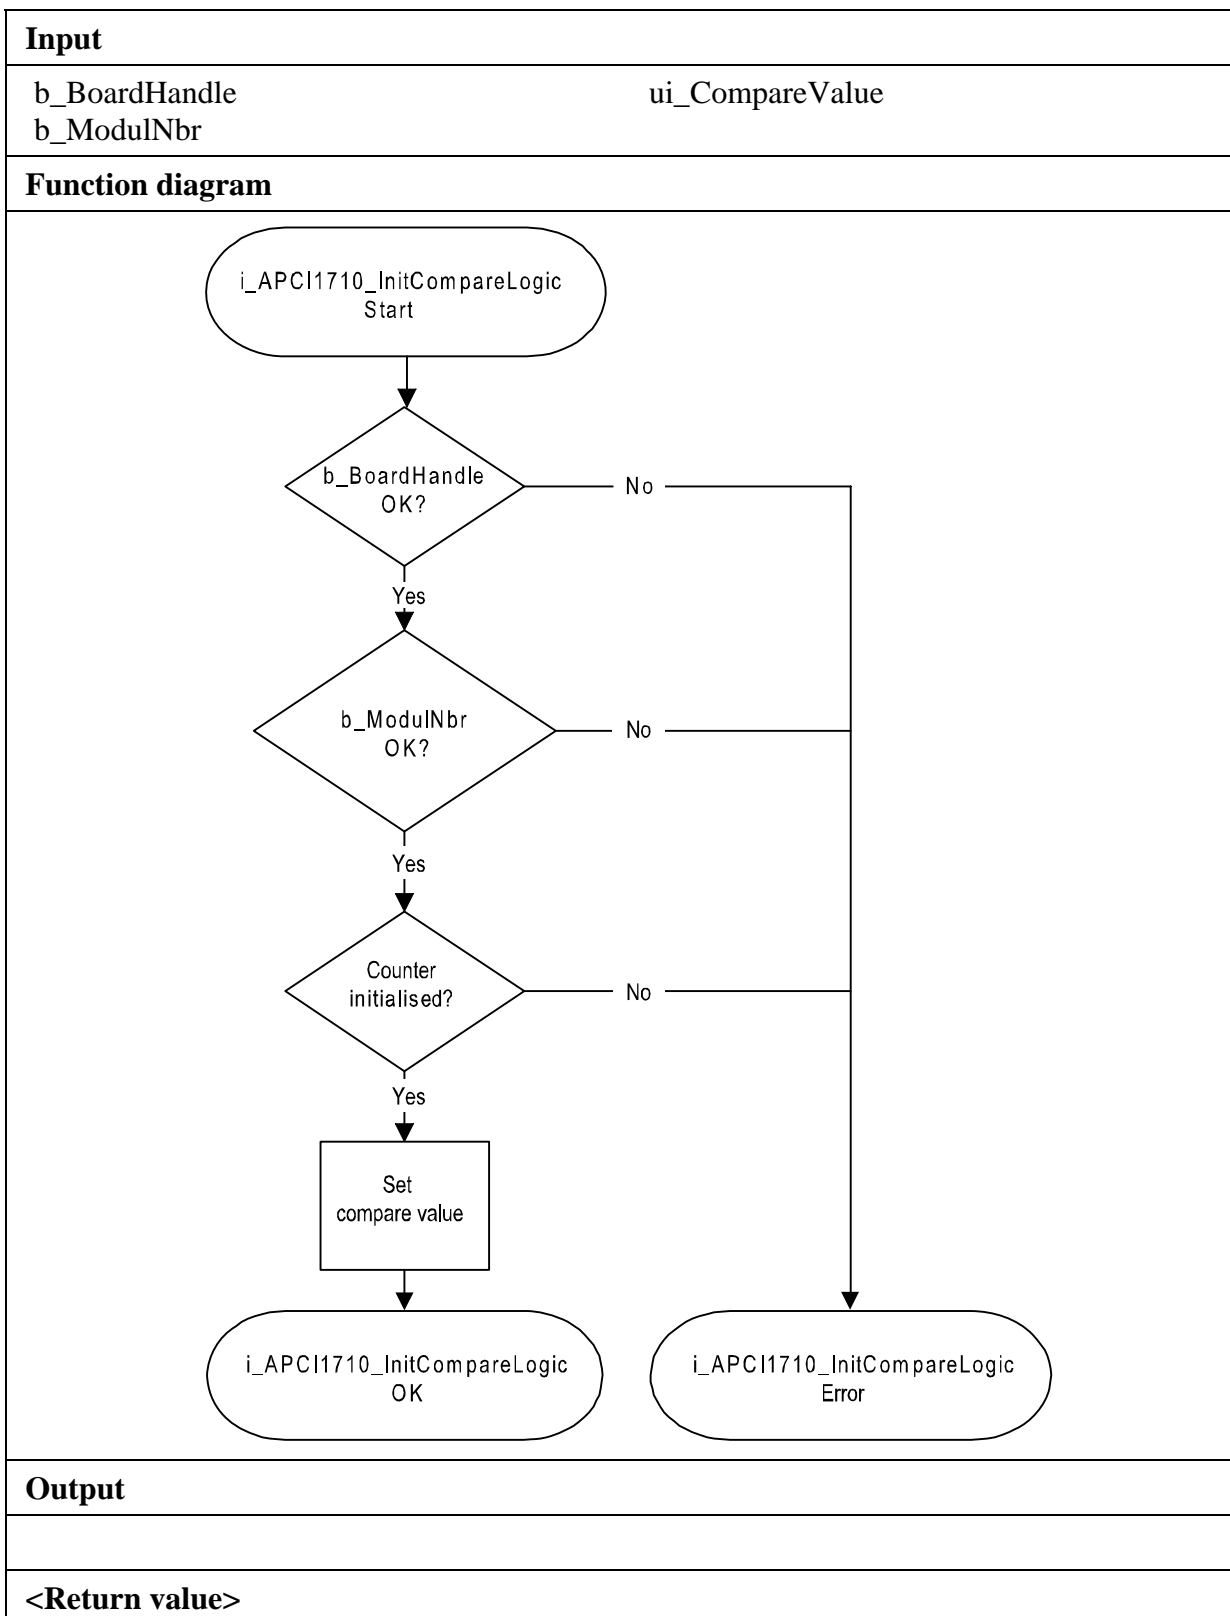 Input
b_BoardHandle ui_CompareValue
b_ModulNbr
Function diagram
i_APCI1710_InitCompareLogic
Start
b_BoardHandle
OK?
No
Yes
b_ModulNbr
OK?
No
Yes
Counter
initialised?
No
Yes
Set
compare value
i_APCI1710_InitCompareLogic
OK
i_APCI1710_InitCompareLogic
Error
Output
<Return value>